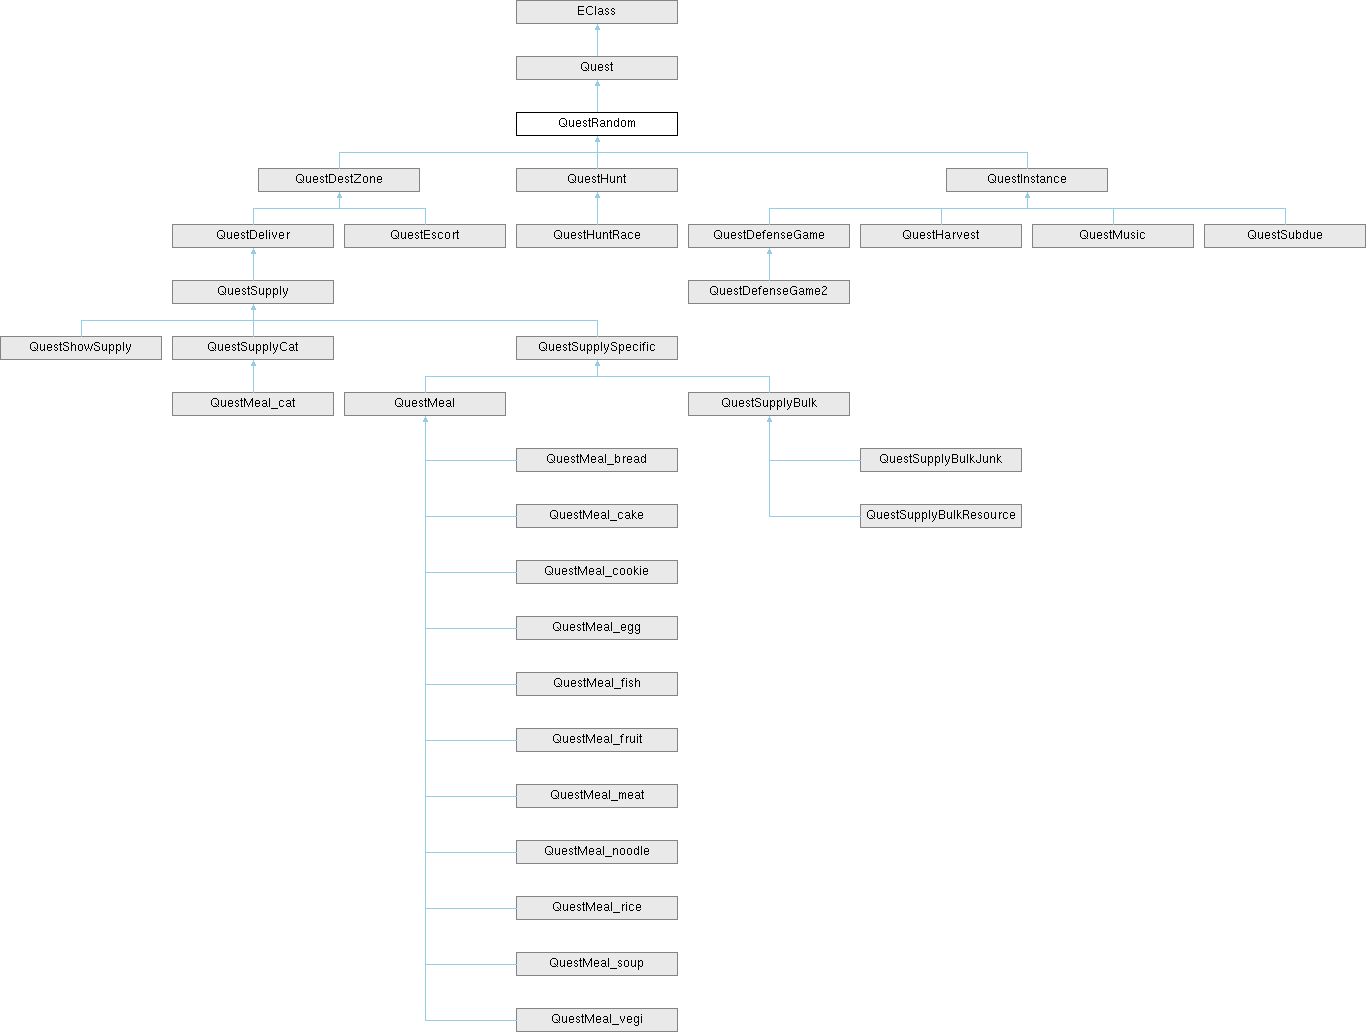 EClass
Quest
QuestRandom
QuestDestZone
QuestHunt
QuestInstance
QuestDeliver
QuestEscort
QuestHuntRace
QuestDefenseGame
QuestHarvest
QuestMusic
QuestSubdue
QuestSupply
QuestDefenseGame2
QuestShowSupply
QuestSupplyCat
QuestSupplySpecific
QuestMeal_cat
QuestMeal
QuestSupplyBulk
QuestMeal_bread
QuestSupplyBulkJunk
QuestMeal_cake
QuestSupplyBulkResource
QuestMeal_cookie
QuestMeal_egg
QuestMeal_fish
QuestMeal_fruit
QuestMeal_meat
QuestMeal_noodle
QuestMeal_rice
QuestMeal_soup
QuestMeal_vegi